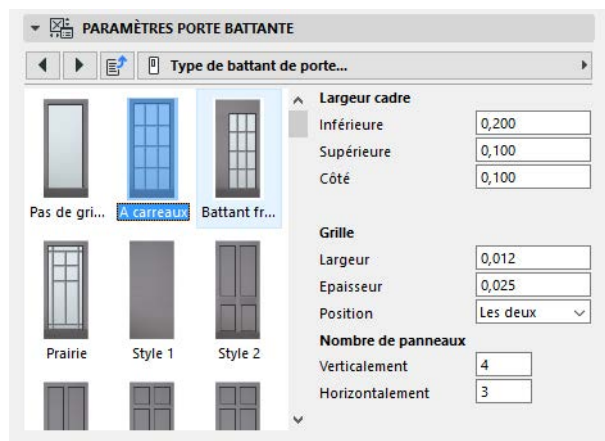 PARAMÈTRES PORTE BATTANTE
Type de battant de porte...
Pas de gri...
A carreaux
Battant fr...
Prairie
Style 1
Style 2
Largeur cadre
Inférieure 0,200
Supérieure 0,100
Côté 0,100
Grille
Largeur 0,012
Epaisseur 0,025
Position Les deux
Nombre de panneaux
Verticalement 4
Horizontalement 3